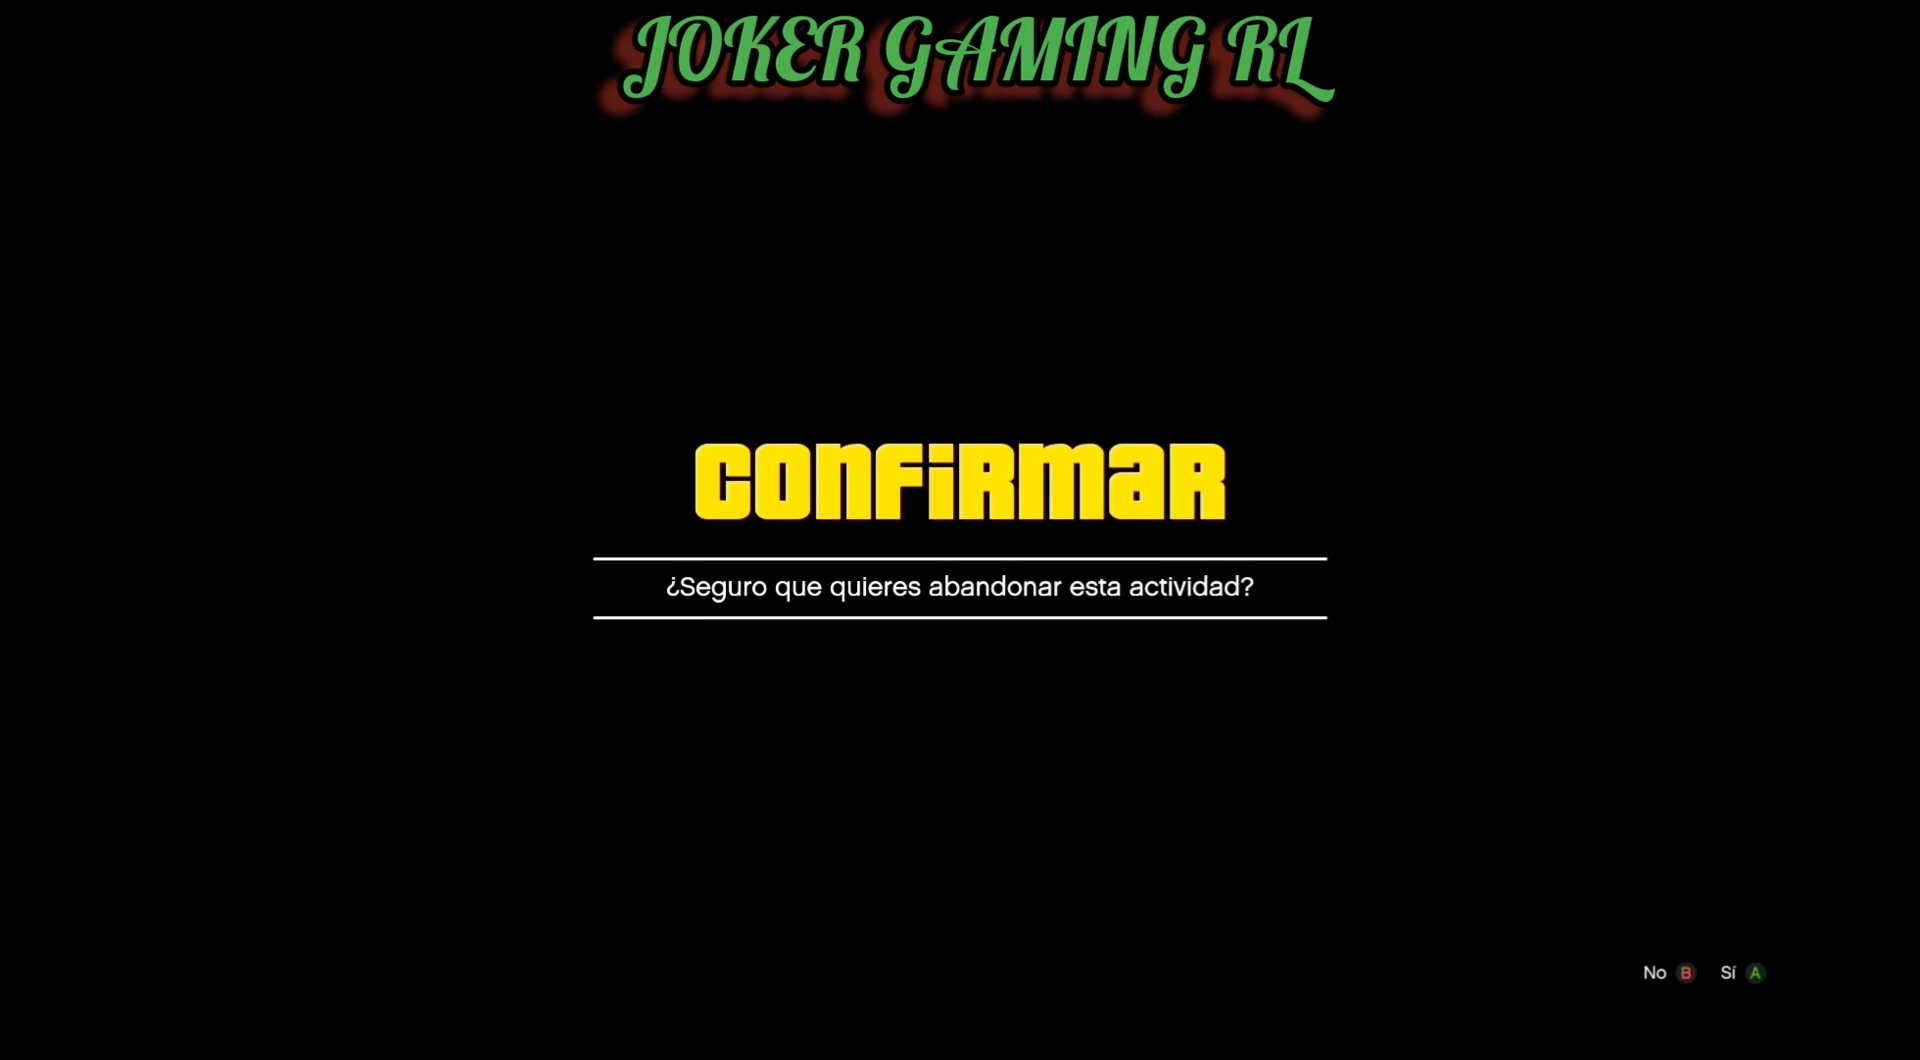 JOKER GAMING RL
CONFIRMAR
¿Seguro que quieres abandonar esta actividad?
No B Sí A